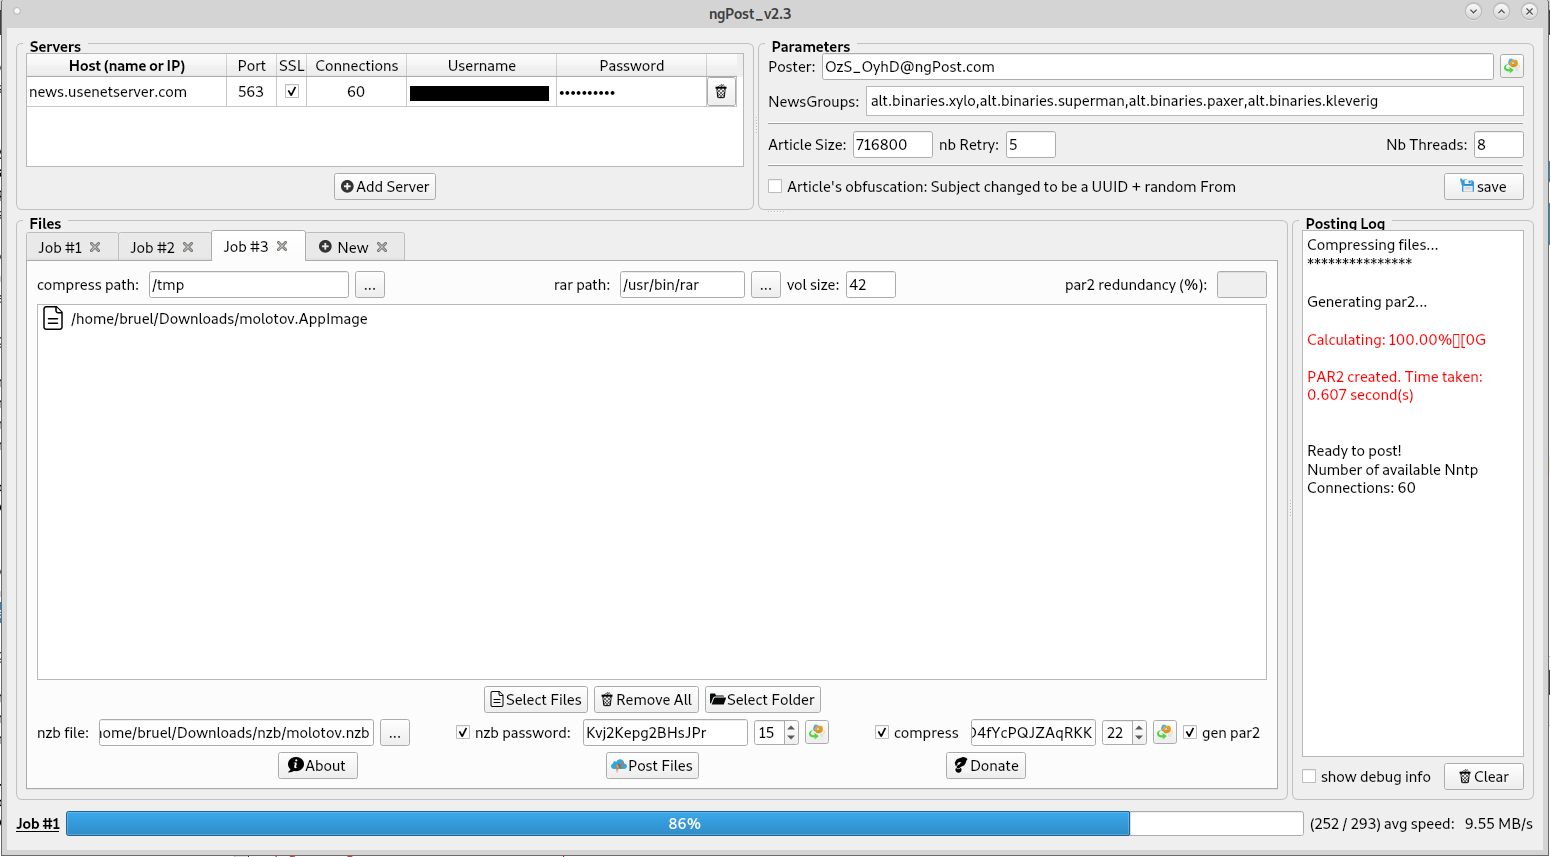 ngPost_v2.3
Servers
Host (name or IP) Port SSL Connections Username Password
news.usenetserver.com 563 60 ••••••••••
Add Server
Parameters
Poster: OzS_OyhD@ngPost.com
NewsGroups: alt.binaries.xylo,alt.binaries.superman,alt.binaries.paxer,alt.binaries.kleverig
Article Size: 716800 nb Retry: 5 Nb Threads: 8
Article's obfuscation: Subject changed to be a UUID + random From save
Files
Job #1 Job #2 Job #3 New
compress path: /tmp ... rar path: /usr/bin/rar ... vol size: 42 par2 redundancy (%):
/home/bruel/Downloads/molotov.AppImage
Select Files Remove All Select Folder
nzb file: home/bruel/Downloads/nzb/molotov.nzb ... nzb password: Kvj2Kepg2BHsJPr 15 compress 4fYcPQJZAqRKK 22 gen par2
About Post Files Donate
Posting Log
Compressing files...
***************
Generating par2...
Calculating: 100.00%▯[0G
PAR2 created. Time taken:
0.607 second(s)
Ready to post!
Number of available Nntp
Connections: 60
show debug info Clear
Job #1 86% (252 / 293) avg speed: 9.55 MB/s